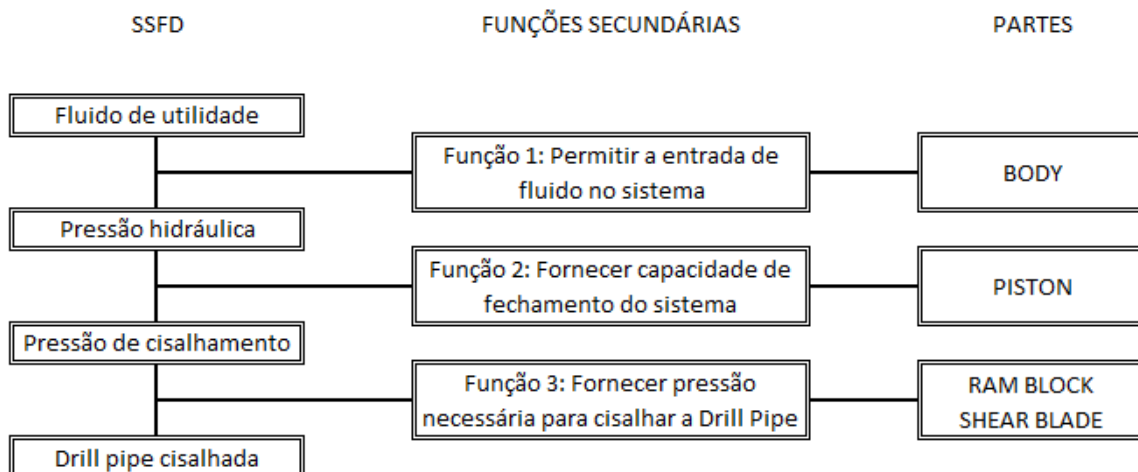 SSFD
FUNÇÕES SECUNDÁRIAS
PARTES
Fluido de utilidade
Função 1: Permitir a entrada de
fluido no sistema
BODY
Pressão hidráulica
Função 2: Fornecer capacidade de
fechamento do sistema
PISTON
Pressão de cisalhamento
Função 3: Fornecer pressão
necessária para cisalhar a Drill Pipe
RAM BLOCK
SHEAR BLADE
Drill pipe cisalhada